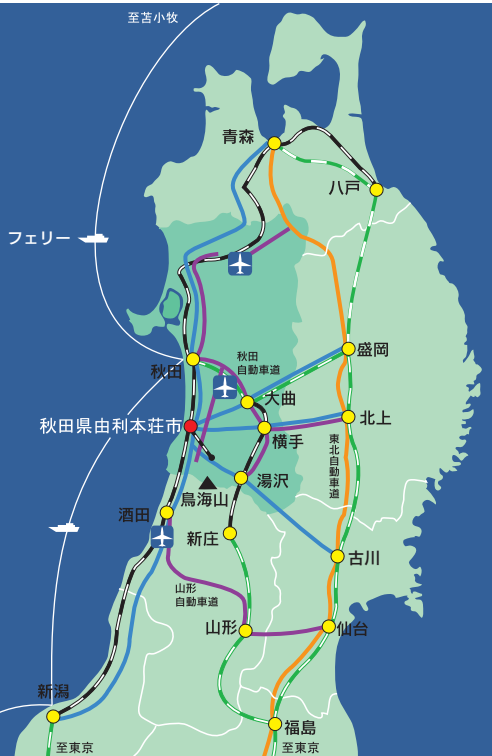 至苫小牧
青森
八戸
フェリー
盛岡
秋田
秋田
自動車道
大曲
北上
秋田県由利本荘市
横手
東北自動車道
湯沢
鳥海山
酒田
新庄
古川
山形
自動車道
山形
仙台
新潟
福島
至東京
至東京